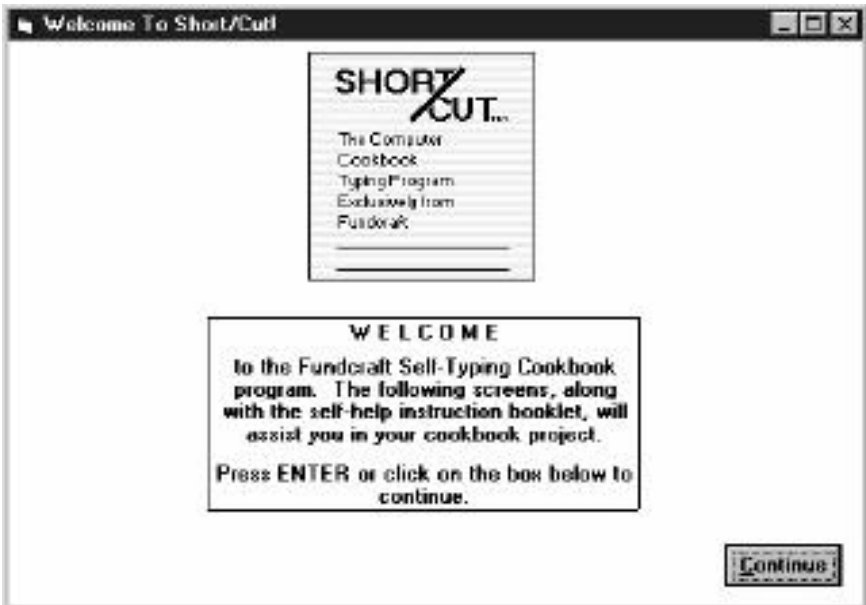 Welcome To Short/Cut!
SHORT/
CUT...
The Computer
Cookbook
Typing Program
Exclusively from
Fundcraft
W E L C O M E
to the Fundcraft Self-Typing Cookbook
program. The following screens, along
with the self-help instruction booklet, will
assist you in your cookbook project.
Press ENTER or click on the box below to
continue.
Continue